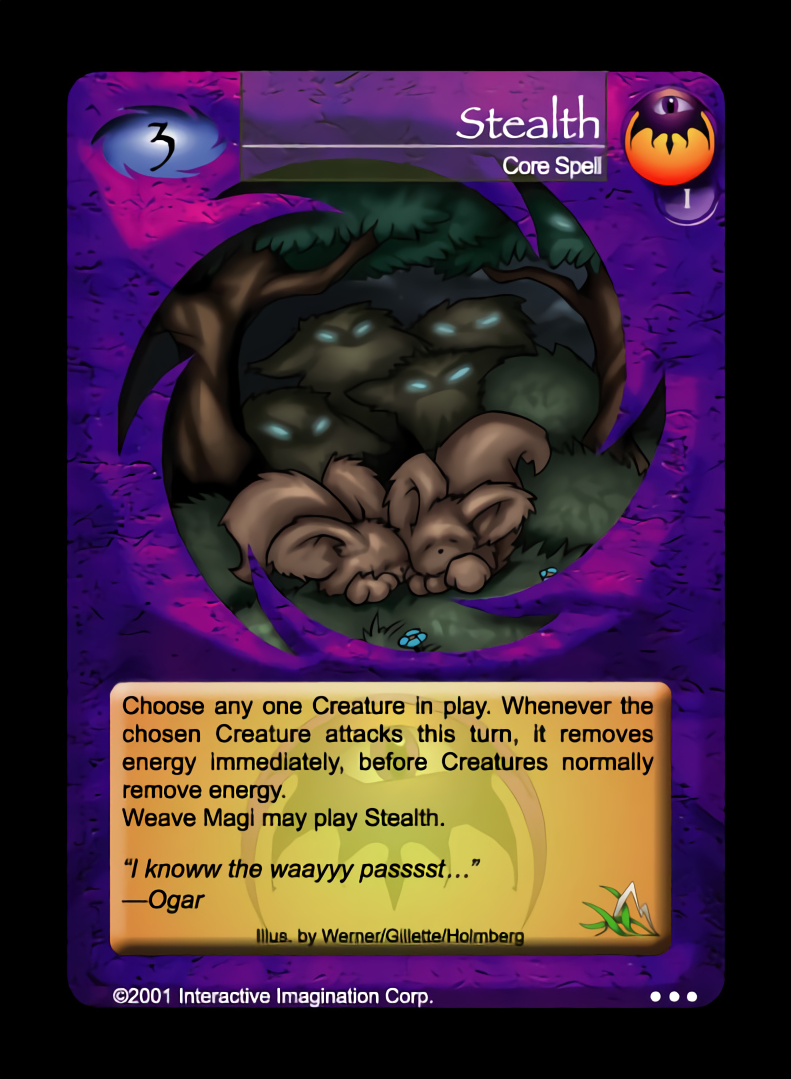 3
Stealth
Core Spell
I
Choose any one Creature in play. Whenever the
chosen Creature attacks this turn, it removes
energy immediately, before Creatures normally
remove energy.
Weave Magi may play Stealth.
“I knoww the waayyy passsst…”
—Ogar
Illus. by Werner/Gillette/Holmberg
©2001 Interactive Imagination Corp.